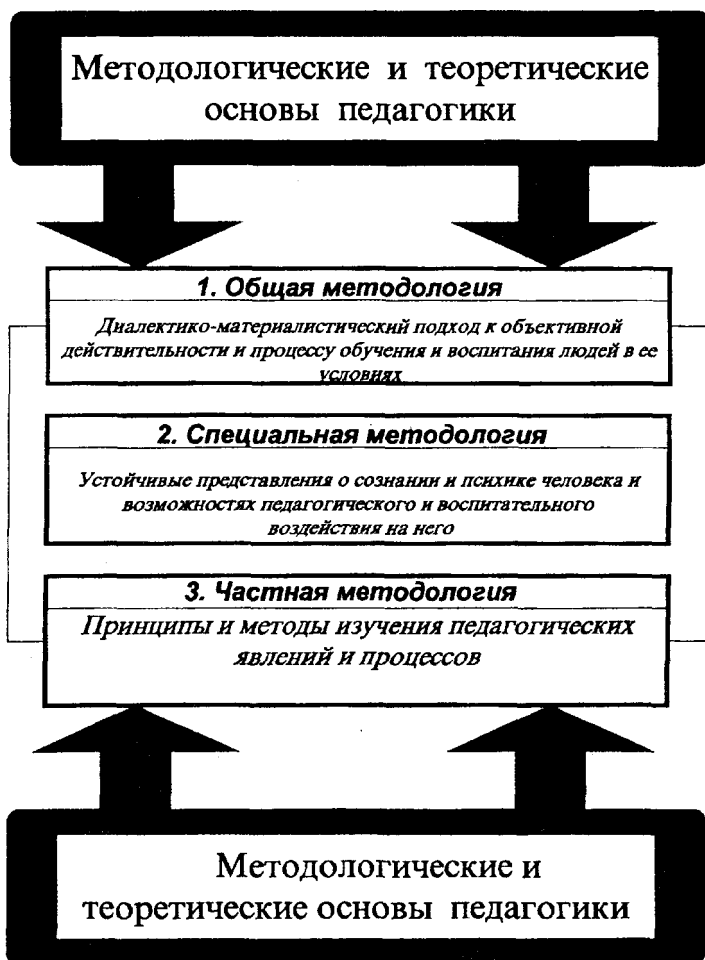 Методологические и теоретические
основы педагогики
1. Общая методология
Диалектико-материалистический подход к объективной
действительности и процессу обучения и воспитания людей в ее
условиях
2. Специальная методология
Устойчивые представления о сознании и психике человека и
возможностях педагогического и воспитательного
воздействия на него
3. Частная методология
Принципы и методы изучения педагогических
явлений и процессов
Методологические и
теоретические основы педагогики